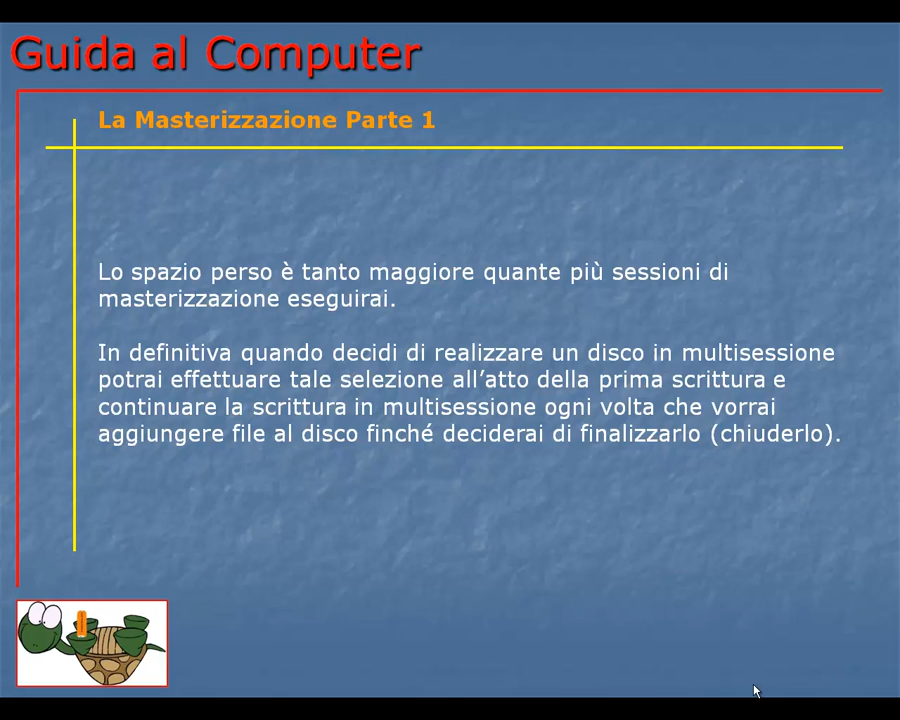 Guida al Computer
La Masterizzazione Parte 1
Lo spazio perso è tanto maggiore quante più sessioni di
masterizzazione eseguirai.
In definitiva quando decidi di realizzare un disco in multisessione
potrai effettuare tale selezione all’atto della prima scrittura e
continuare la scrittura in multisessione ogni volta che vorrai
aggiungere file al disco finché deciderai di finalizzarlo (chiuderlo).